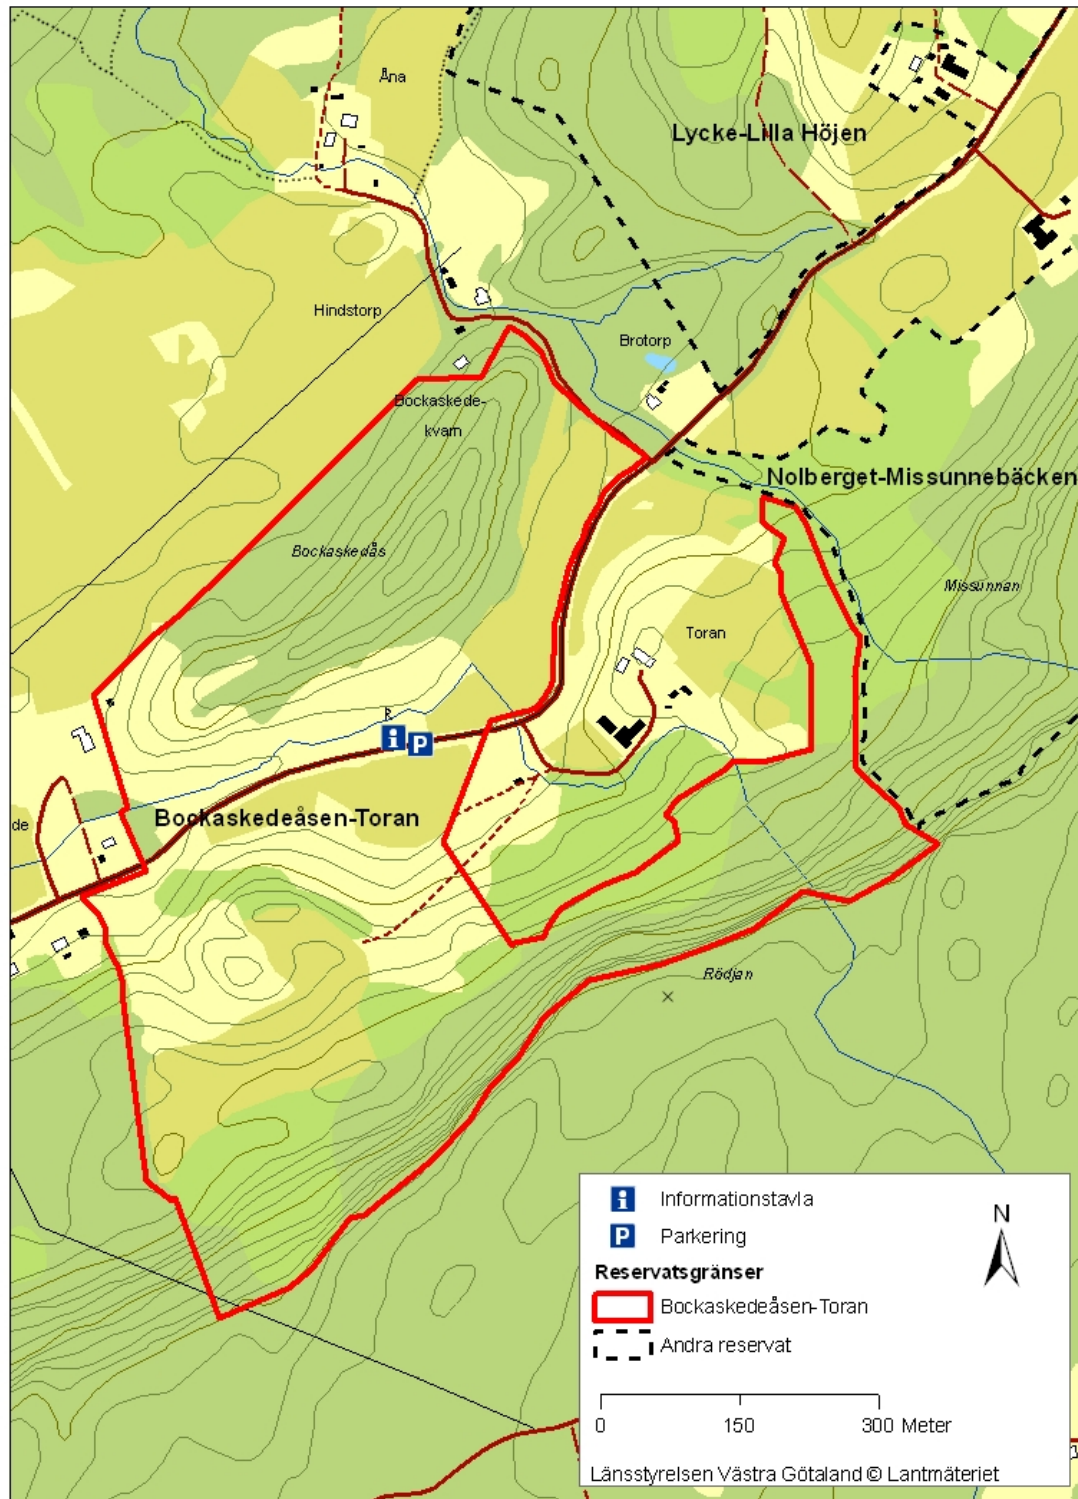 Åna
Lycke-Lilla Höjen
Hindstorp
Brotorp
Bockaskede-
kvarn
Nolberget-Missunnebäcken
Bockaskedås
Missunnan
Toran
R
i
P
de
Bockaskedeåsen-Toran
Rödjan
i Informationstavla
P Parkering
N
Reservatsgränser
Bockaskedeåsen-Toran
Andra reservat
0 150 300 Meter
Länsstyrelsen Västra Götaland © Lantmäteriet